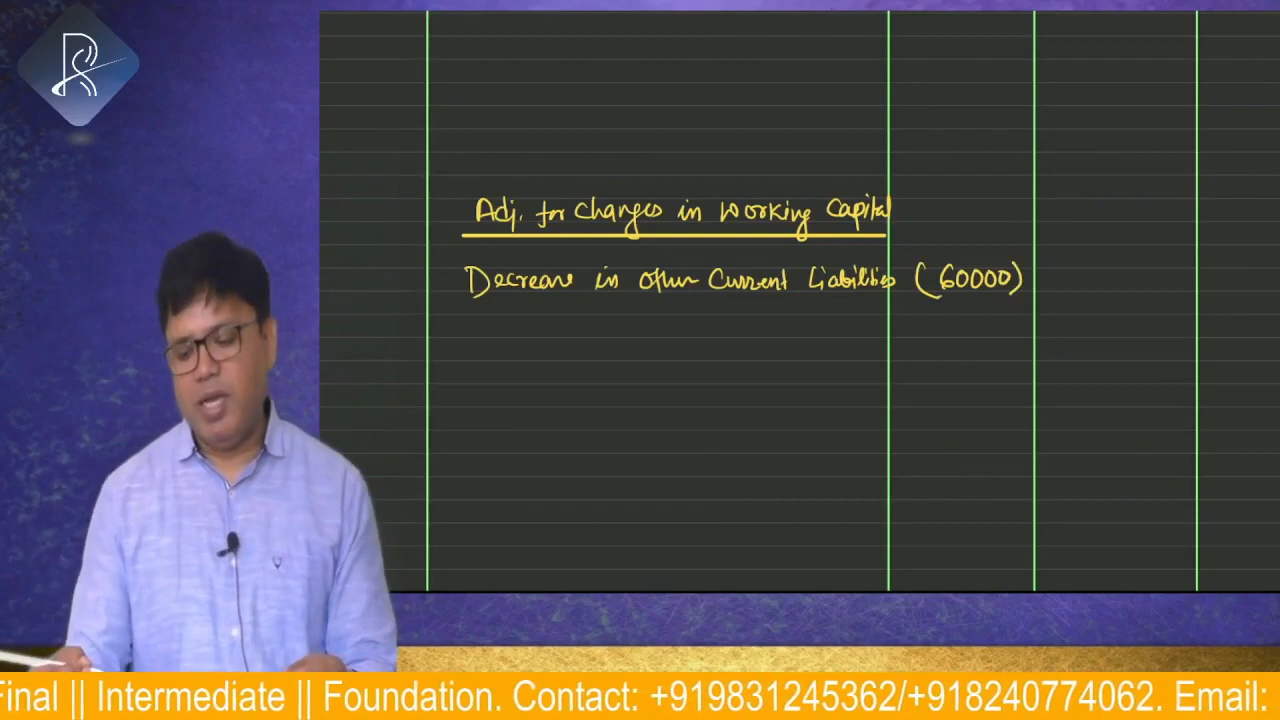 RS
Adj. for changes in working capital
Decrease in other current liabilities (60000)
Final || Intermediate || Foundation. Contact: +919831245362/+918240774062. Email: